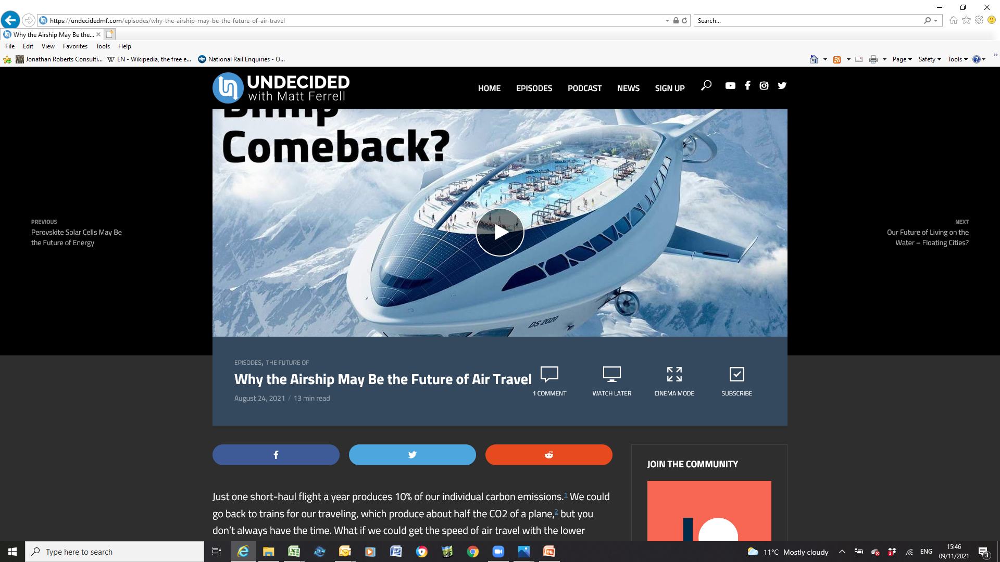 https://undecidedmf.com/episodes/why-the-airship-may-be-the-future-of-air-travel
Search...
Why the Airship May Be the...
File Edit View Favorites Tools Help
Jonathan Roberts Consulti... EN - Wikipedia, the free e... National Rail Enquiries - O...
Page Safety Tools
UNDECIDED
with Matt Ferrell
HOME EPISODES PODCAST NEWS SIGN UP
Blimp
Comeback?
DS 2020
PREVIOUS
Perovskite Solar Cells May Be
the Future of Energy
NEXT
Our Future of Living on the
Water – Floating Cities?
EPISODES, THE FUTURE OF
Why the Airship May Be the Future of Air Travel
August 24, 2021 / 13 min read
1 COMMENT WATCH LATER CINEMA MODE SUBSCRIBE
JOIN THE COMMUNITY
Just one short-haul flight a year produces 10% of our individual carbon emissions.1 We could
go back to trains for our traveling, which produce about half the CO2 of a plane,2 but you
don't always have the time. What if we could get the speed of air travel with the lower
Type here to search
11°C Mostly cloudy
ENG
15:46
09/11/2021
3